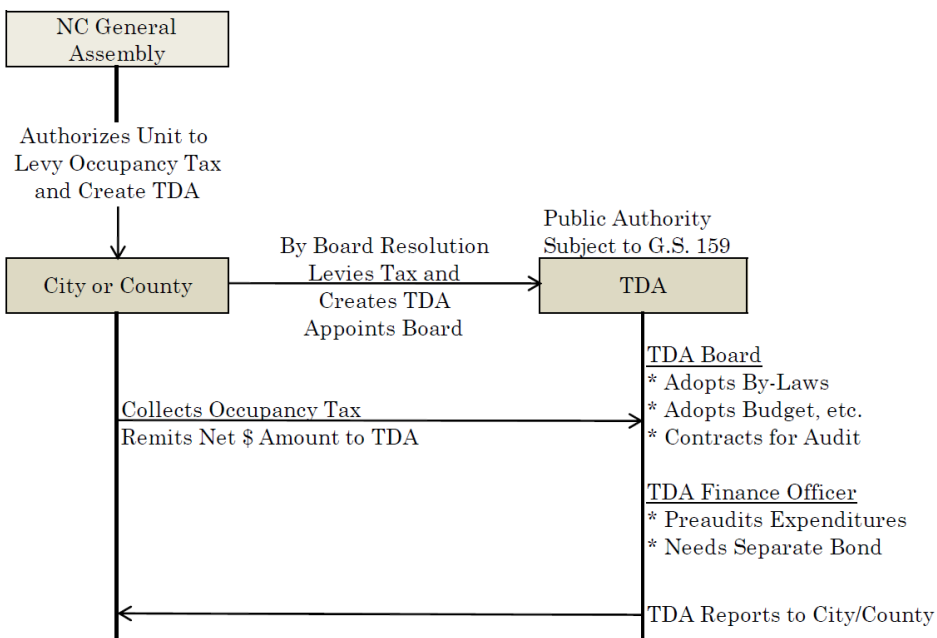 NC General
Assembly
Authorizes Unit to
Levy Occupancy Tax
and Create TDA
Public Authority
Subject to G.S. 159
City or County
By Board Resolution
Levies Tax and
Creates TDA
Appoints Board
TDA
TDA Board
* Adopts By-Laws
* Adopts Budget, etc.
* Contracts for Audit
Collects Occupancy Tax
Remits Net $ Amount to TDA
TDA Finance Officer
* Preaudits Expenditures
* Needs Separate Bond
TDA Reports to City/County